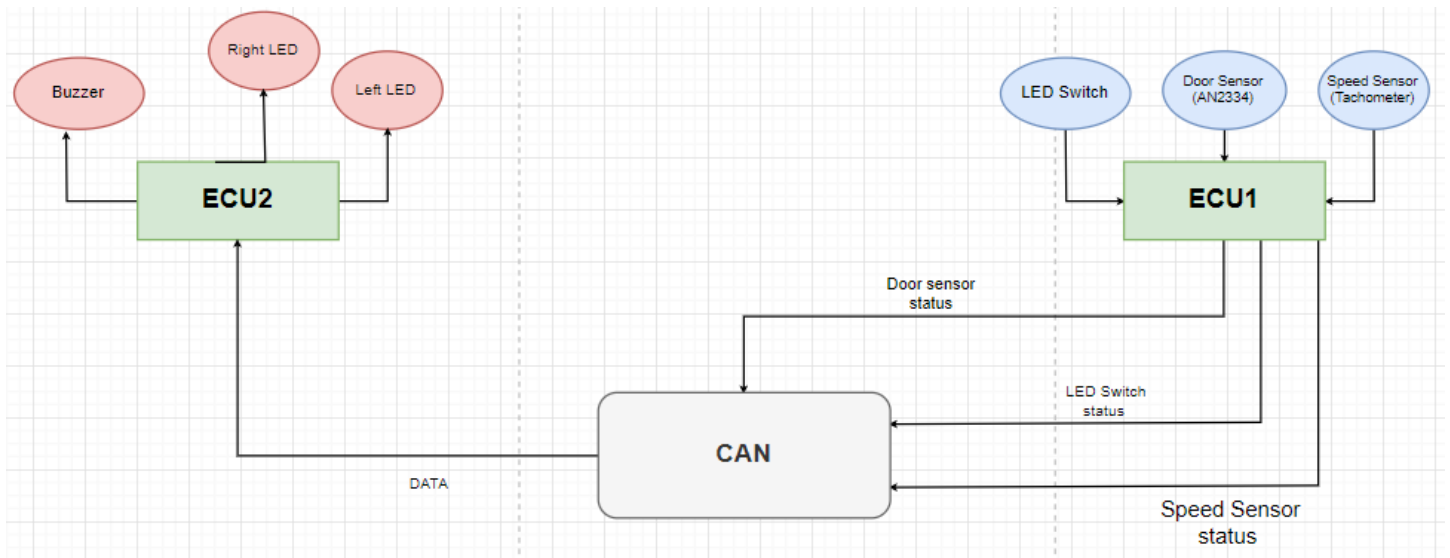 Buzzer
Right LED
Left LED
LED Switch
Door Sensor
(AN2334)
Speed Sensor
(Tachometer)
ECU2
ECU1
Door sensor
status
LED Switch
status
CAN
DATA
Speed Sensor
status